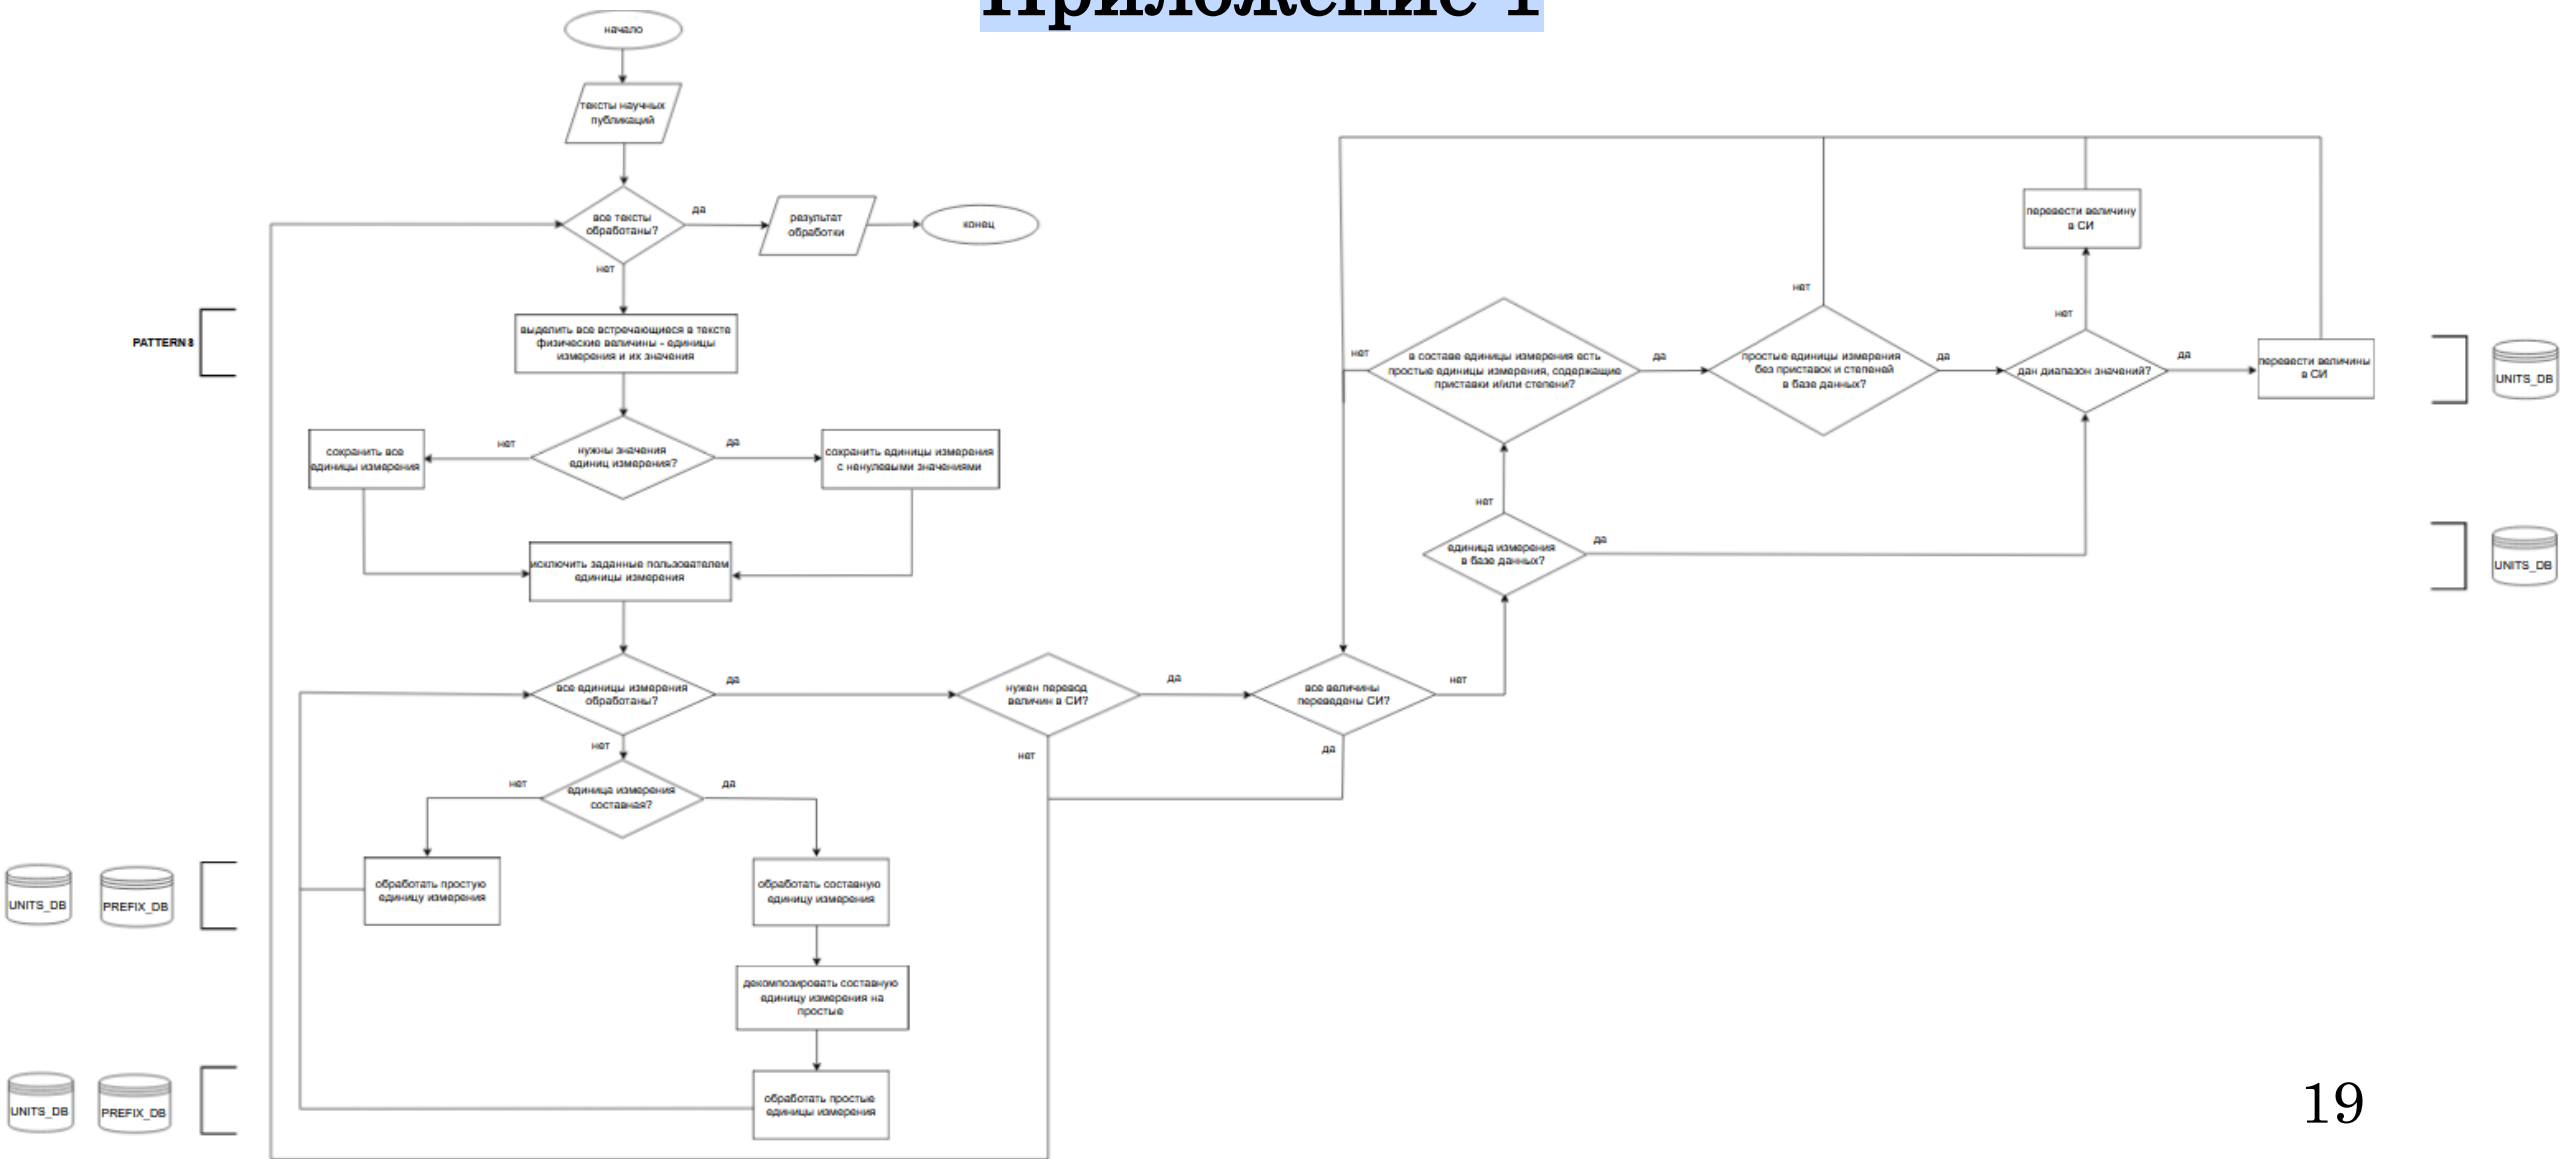 Приложение 1
начало
тексты научных
публикаций
все тексты
обработаны?
да
результат
обработки
конец
нет
PATTERN 8
выделить все встречающиеся в тексте
физические величины - единицы
измерения и их значения
сохранить все
единицы измерения
нет
нужны значения
единиц измерения?
да
сохранить единицы измерения
с ненулевыми значениями
исключить заданные пользователем
единицы измерения
все единицы измерения
обработаны?
да
нужен перевод
величин в СИ?
да
все величины
переведены СИ?
нет
нет
нет
да
нет
единица измерения
составная?
да
UNITS_DB
PREFIX_DB
обработать простую
единицу измерения
обработать составную
единицу измерения
декомпозировать составную
единицу измерения на
простые
UNITS_DB
PREFIX_DB
обработать простые
единицы измерения
перевести величину
в СИ
нет
нет
нет
в составе единицы измерения есть
простые единицы измерения, содержащие
приставки и/или степени?
да
простые единицы измерения
без приставок и степеней
в базе данных?
да
дан диапазон значений?
да
перевести величины
в СИ
UNITS_DB
нет
единица измерения
в базе данных?
да
UNITS_DB
19